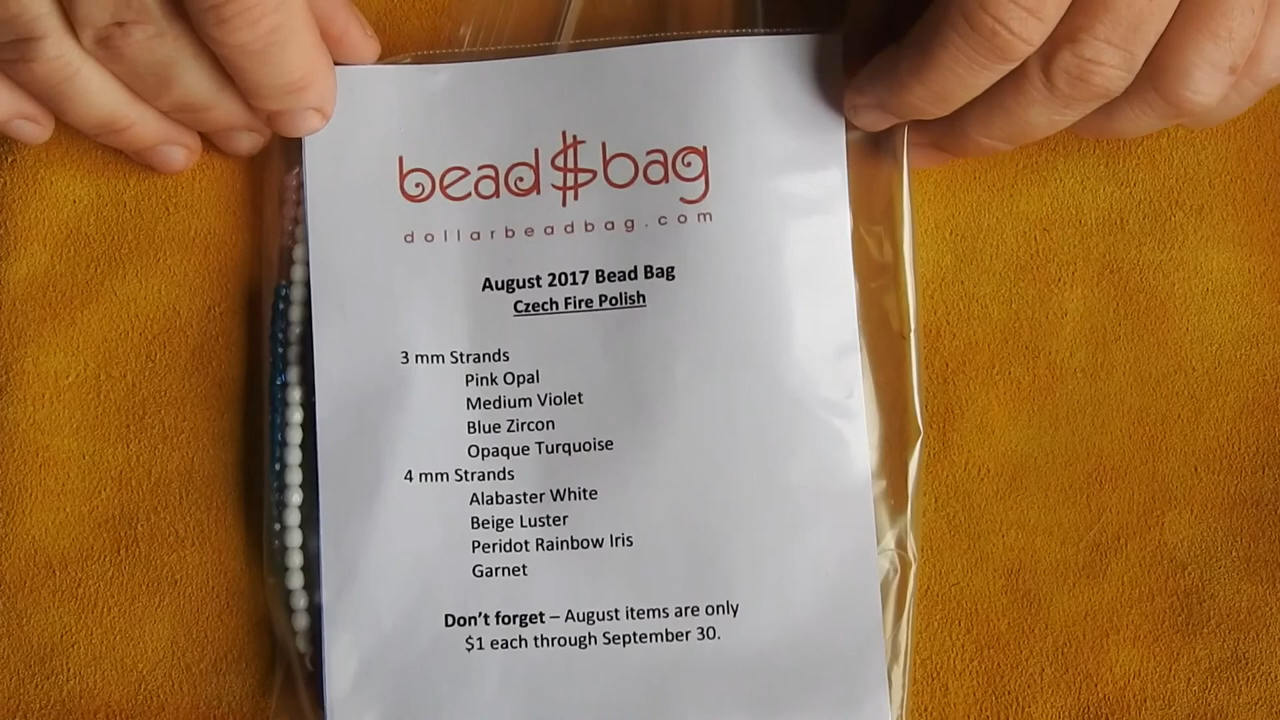 bead$bag
dollarbeadbag.com
August 2017 Bead Bag
Czech Fire Polish
3 mm Strands
Pink Opal
Medium Violet
Blue Zircon
Opaque Turquoise
4 mm Strands
Alabaster White
Beige Luster
Peridot Rainbow Iris
Garnet
Don't forget – August items are only
$1 each through September 30.